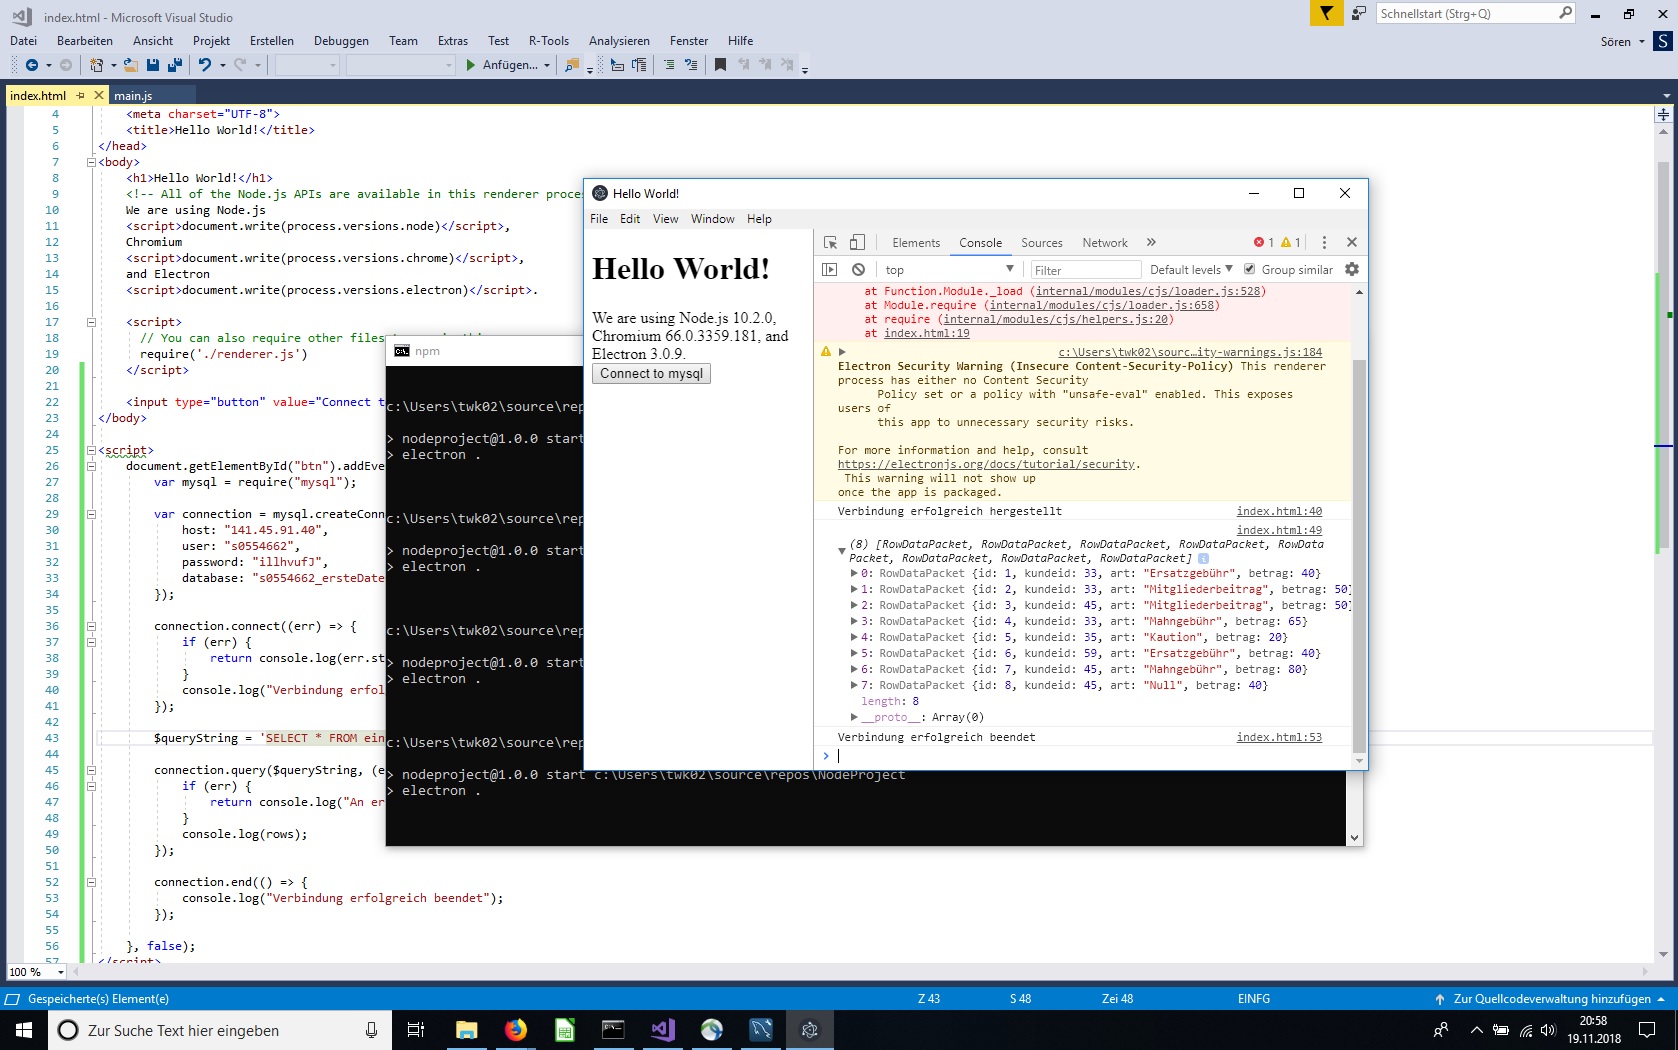 index.html - Microsoft Visual Studio
Schnellstart (Strg+Q)
Datei Bearbeiten Ansicht Projekt Erstellen Debuggen Team Extras Test R-Tools Analysieren Fenster Hilfe
Sören S
Anfügen...
index.html main.js
4 <meta charset="UTF-8">
5 <title>Hello World!</title>
6 </head>
7 <body>
8 <h1>Hello World!</h1>
9 <!-- All of the Node.js APIs are available in this renderer proce
10 We are using Node.js
11 <script>document.write(process.versions.node)</script>,
12 Chromium
13 <script>document.write(process.versions.chrome)</script>,
14 and Electron
15 <script>document.write(process.versions.electron)</script>.
16
17 <script>
18 // You can also require other files
19 require('./renderer.js')
20 </script>
21
22 <input type="button" value="Connect t
23 </body>
24
25 <script>
26 document.getElementById("btn").addEve
27 var mysql = require("mysql");
28
29 var connection = mysql.createConn
30 host: "141.45.91.40",
31 user: "s0554662",
32 password: "illhvufJ",
33 database: "s0554662_ersteDate
34 });
35
36 connection.connect((err) => {
37 if (err) {
38 return console.log(err.st
39 }
40 console.log("Verbindung erfol
41 });
42
43 $queryString = 'SELECT * FROM ein
44
45 connection.query($queryString, (e
46 if (err) {
47 return console.log("An er
48 }
49 console.log(rows);
50 });
51
52 connection.end(() => {
53 console.log("Verbindung erfolgreich beendet");
54 });
55
56 }, false);
57 </script>
npm
c:\Users\twk02\source\rep
> nodeproject@1.0.0 start
> electron .
c:\Users\twk02\source\rep
> nodeproject@1.0.0 start
> electron .
c:\Users\twk02\source\rep
> nodeproject@1.0.0 start
> electron .
c:\Users\twk02\source\rep
> nodeproject@1.0.0 start c:\Users\twk02\source\repos\NodeProject
> electron .
Hello World!
File Edit View Window Help
Hello World!
We are using Node.js 10.2.0,
Chromium 66.0.3359.181, and
Electron 3.0.9.
Connect to mysql
Elements Console Sources Network » 1 1
top Filter Default levels Group similar
at Function.Module._load (internal/modules/cjs/loader.js:528)
at Module.require (internal/modules/cjs/loader.js:658)
at require (internal/modules/cjs/helpers.js:20)
at index.html:19
c:\Users\twk02\sourc…ity-warnings.js:184
Electron Security Warning (Insecure Content-Security-Policy) This renderer
process has either no Content Security
Policy set or a policy with "unsafe-eval" enabled. This exposes
users of
this app to unnecessary security risks.
For more information and help, consult
https://electronjs.org/docs/tutorial/security.
This warning will not show up
once the app is packaged.
Verbindung erfolgreich hergestellt index.html:40
index.html:49
(8) [RowDataPacket, RowDataPacket, RowDataPacket, RowDataPacket, RowData
Packet, RowDataPacket, RowDataPacket, RowDataPacket]
0: RowDataPacket {id: 1, kundeid: 33, art: "Ersatzgebühr", betrag: 40}
1: RowDataPacket {id: 2, kundeid: 33, art: "Mitgliederbeitrag", betrag: 50}
2: RowDataPacket {id: 3, kundeid: 45, art: "Mitgliederbeitrag", betrag: 50}
3: RowDataPacket {id: 4, kundeid: 33, art: "Mahngebühr", betrag: 65}
4: RowDataPacket {id: 5, kundeid: 35, art: "Kaution", betrag: 20}
5: RowDataPacket {id: 6, kundeid: 59, art: "Ersatzgebühr", betrag: 40}
6: RowDataPacket {id: 7, kundeid: 45, art: "Mahngebühr", betrag: 80}
7: RowDataPacket {id: 8, kundeid: 45, art: "Null", betrag: 40}
length: 8
__proto__: Array(0)
Verbindung erfolgreich beendet index.html:53
>
100 %
Gespeicherte(s) Element(e) Z 43 S 48 Zei 48 EINFG Zur Quellcodeverwaltung hinzufügen
Zur Suche Text hier eingeben
20:58
19.11.2018